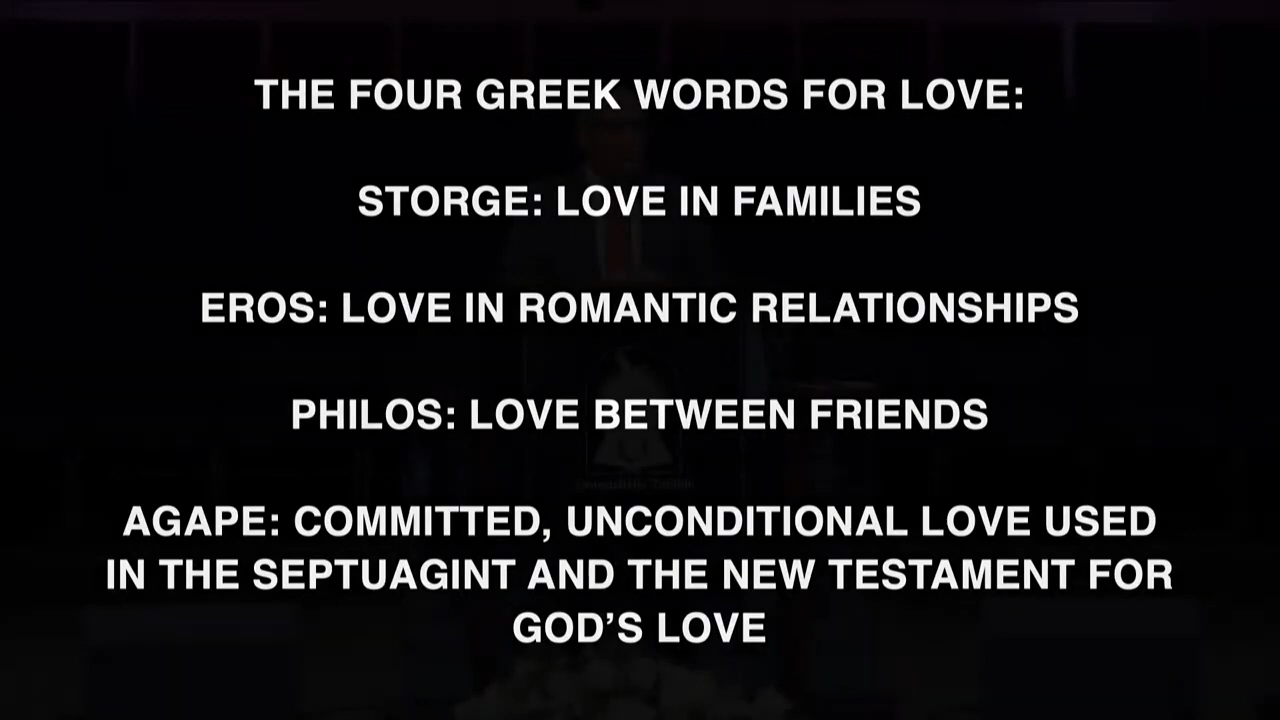 THE FOUR GREEK WORDS FOR LOVE:
STORGE: LOVE IN FAMILIES
EROS: LOVE IN ROMANTIC RELATIONSHIPS
PHILOS: LOVE BETWEEN FRIENDS
AGAPE: COMMITTED, UNCONDITIONAL LOVE USED
IN THE SEPTUAGINT AND THE NEW TESTAMENT FOR
GOD’S LOVE